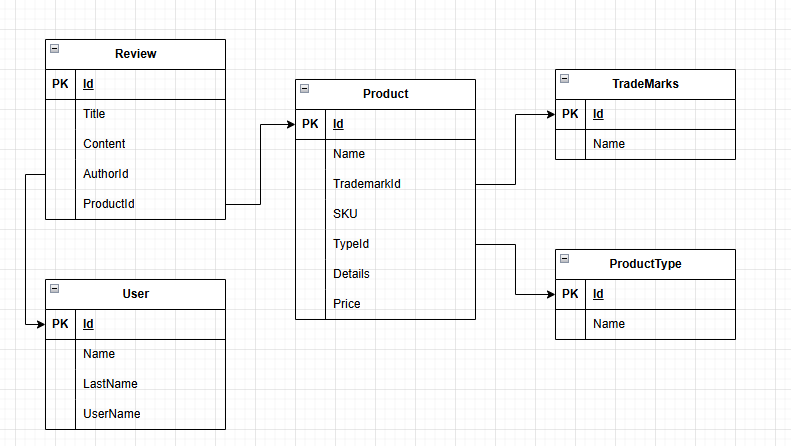 Review
PK Id
Title
Content
AuthorId
ProductId
User
PK Id
Name
LastName
UserName
Product
PK Id
Name
TrademarkId
SKU
TypeId
Details
Price
TradeMarks
PK Id
Name
ProductType
PK Id
Name